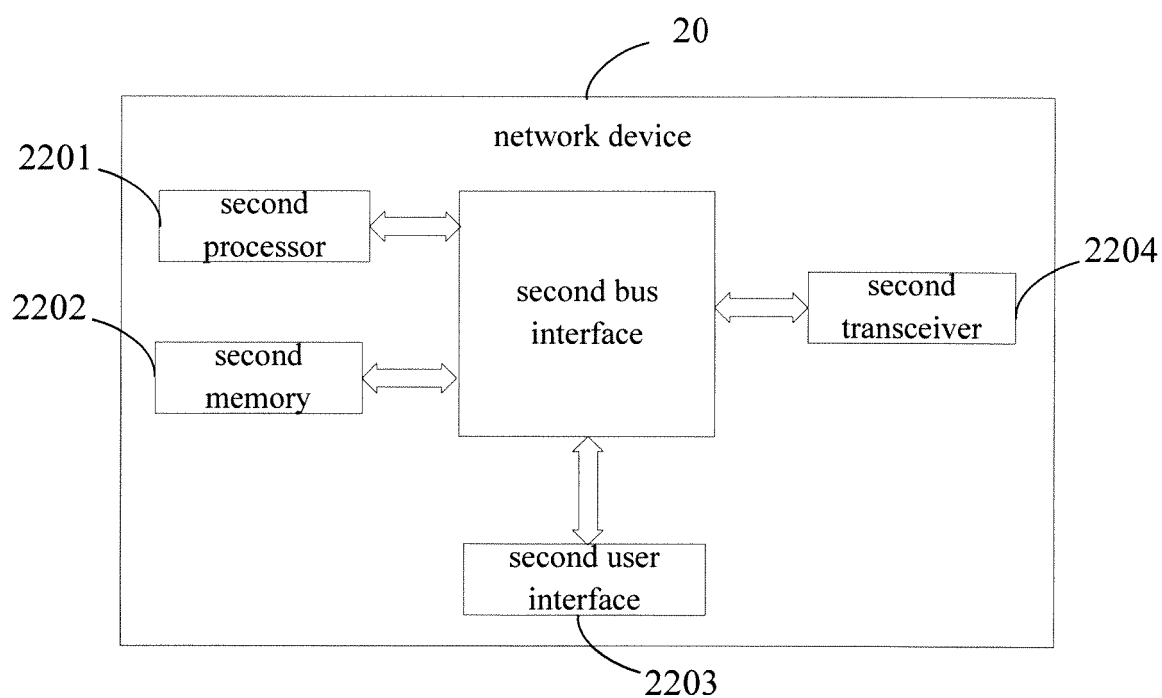 20
network device
2201
second
processor
2202
second
memory
second bus
interface
2204
second
transceiver
second user
interface
2203